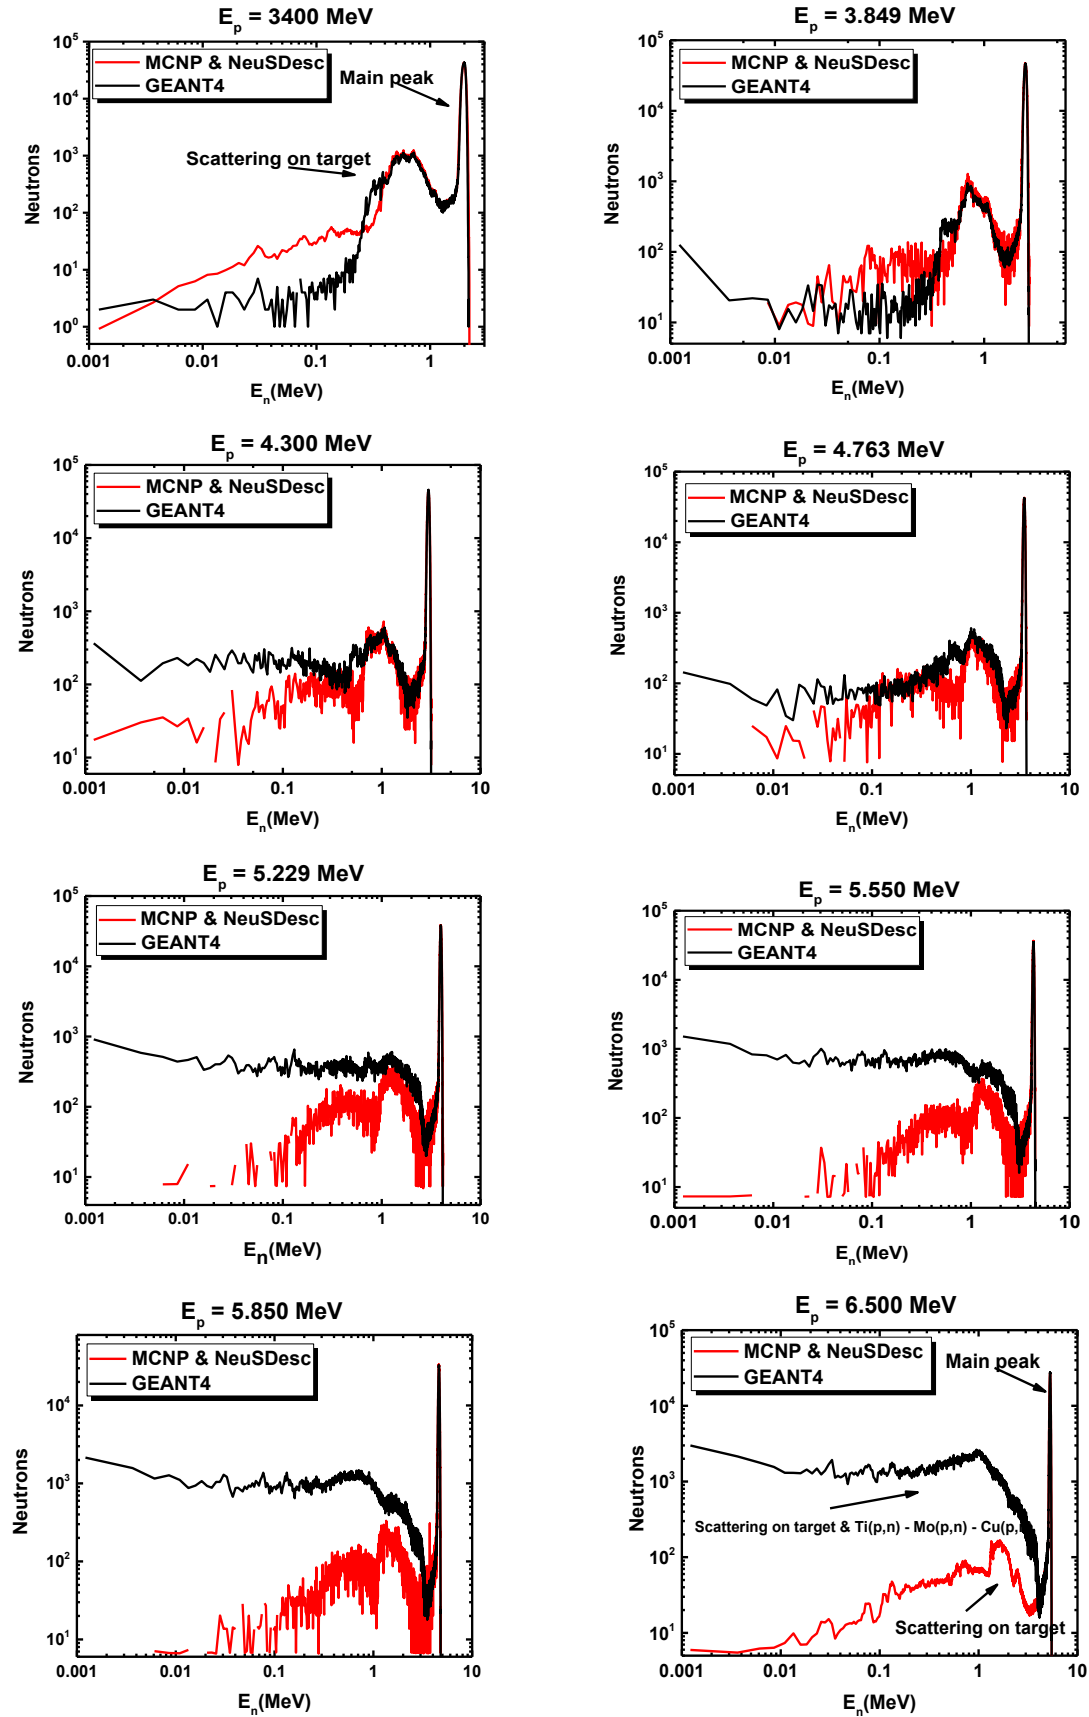 E_p = 3400 MeV
10^5
10^4
10^3
10^2
10^1
10^0
Neutrons
MCNP & NeuSDesc
GEANT4
Main peak
Scattering on target
0.001 0.01 0.1 1
E_n(MeV)
E_p = 3.849 MeV
10^5
10^4
10^3
10^2
10^1
Neutrons
MCNP & NeuSDesc
GEANT4
0.001 0.01 0.1 1
E_n(MeV)
E_p = 4.300 MeV
10^5
10^4
10^3
10^2
10^1
Neutrons
MCNP & NeuSDesc
GEANT4
0.001 0.01 0.1 1 10
E_n(MeV)
E_p = 4.763 MeV
10^5
10^4
10^3
10^2
10^1
Neutrons
MCNP & NeuSDesc
GEANT4
0.001 0.01 0.1 1 10
E_n(MeV)
E_p = 5.229 MeV
10^5
10^4
10^3
10^2
10^1
Neutrons
MCNP & NeuSDesc
GEANT4
0.001 0.01 0.1 1 10
E_n(MeV)
E_p = 5.550 MeV
10^5
10^4
10^3
10^2
10^1
Neutrons
MCNP & NeuSDesc
GEANT4
0.001 0.01 0.1 1 10
E_n(MeV)
E_p = 5.850 MeV
10^4
10^3
10^2
10^1
Neutrons
MCNP & NeuSDesc
GEANT4
0.001 0.01 0.1 1 10
E_n(MeV)
E_p = 6.500 MeV
10^5
10^4
10^3
10^2
10^1
Neutrons
MCNP & NeuSDesc
GEANT4
Main peak
Scattering on target & Ti(p,n) - Mo(p,n) - Cu(p,
Scattering on target
0.001 0.01 0.1 1 10
E_n(MeV)